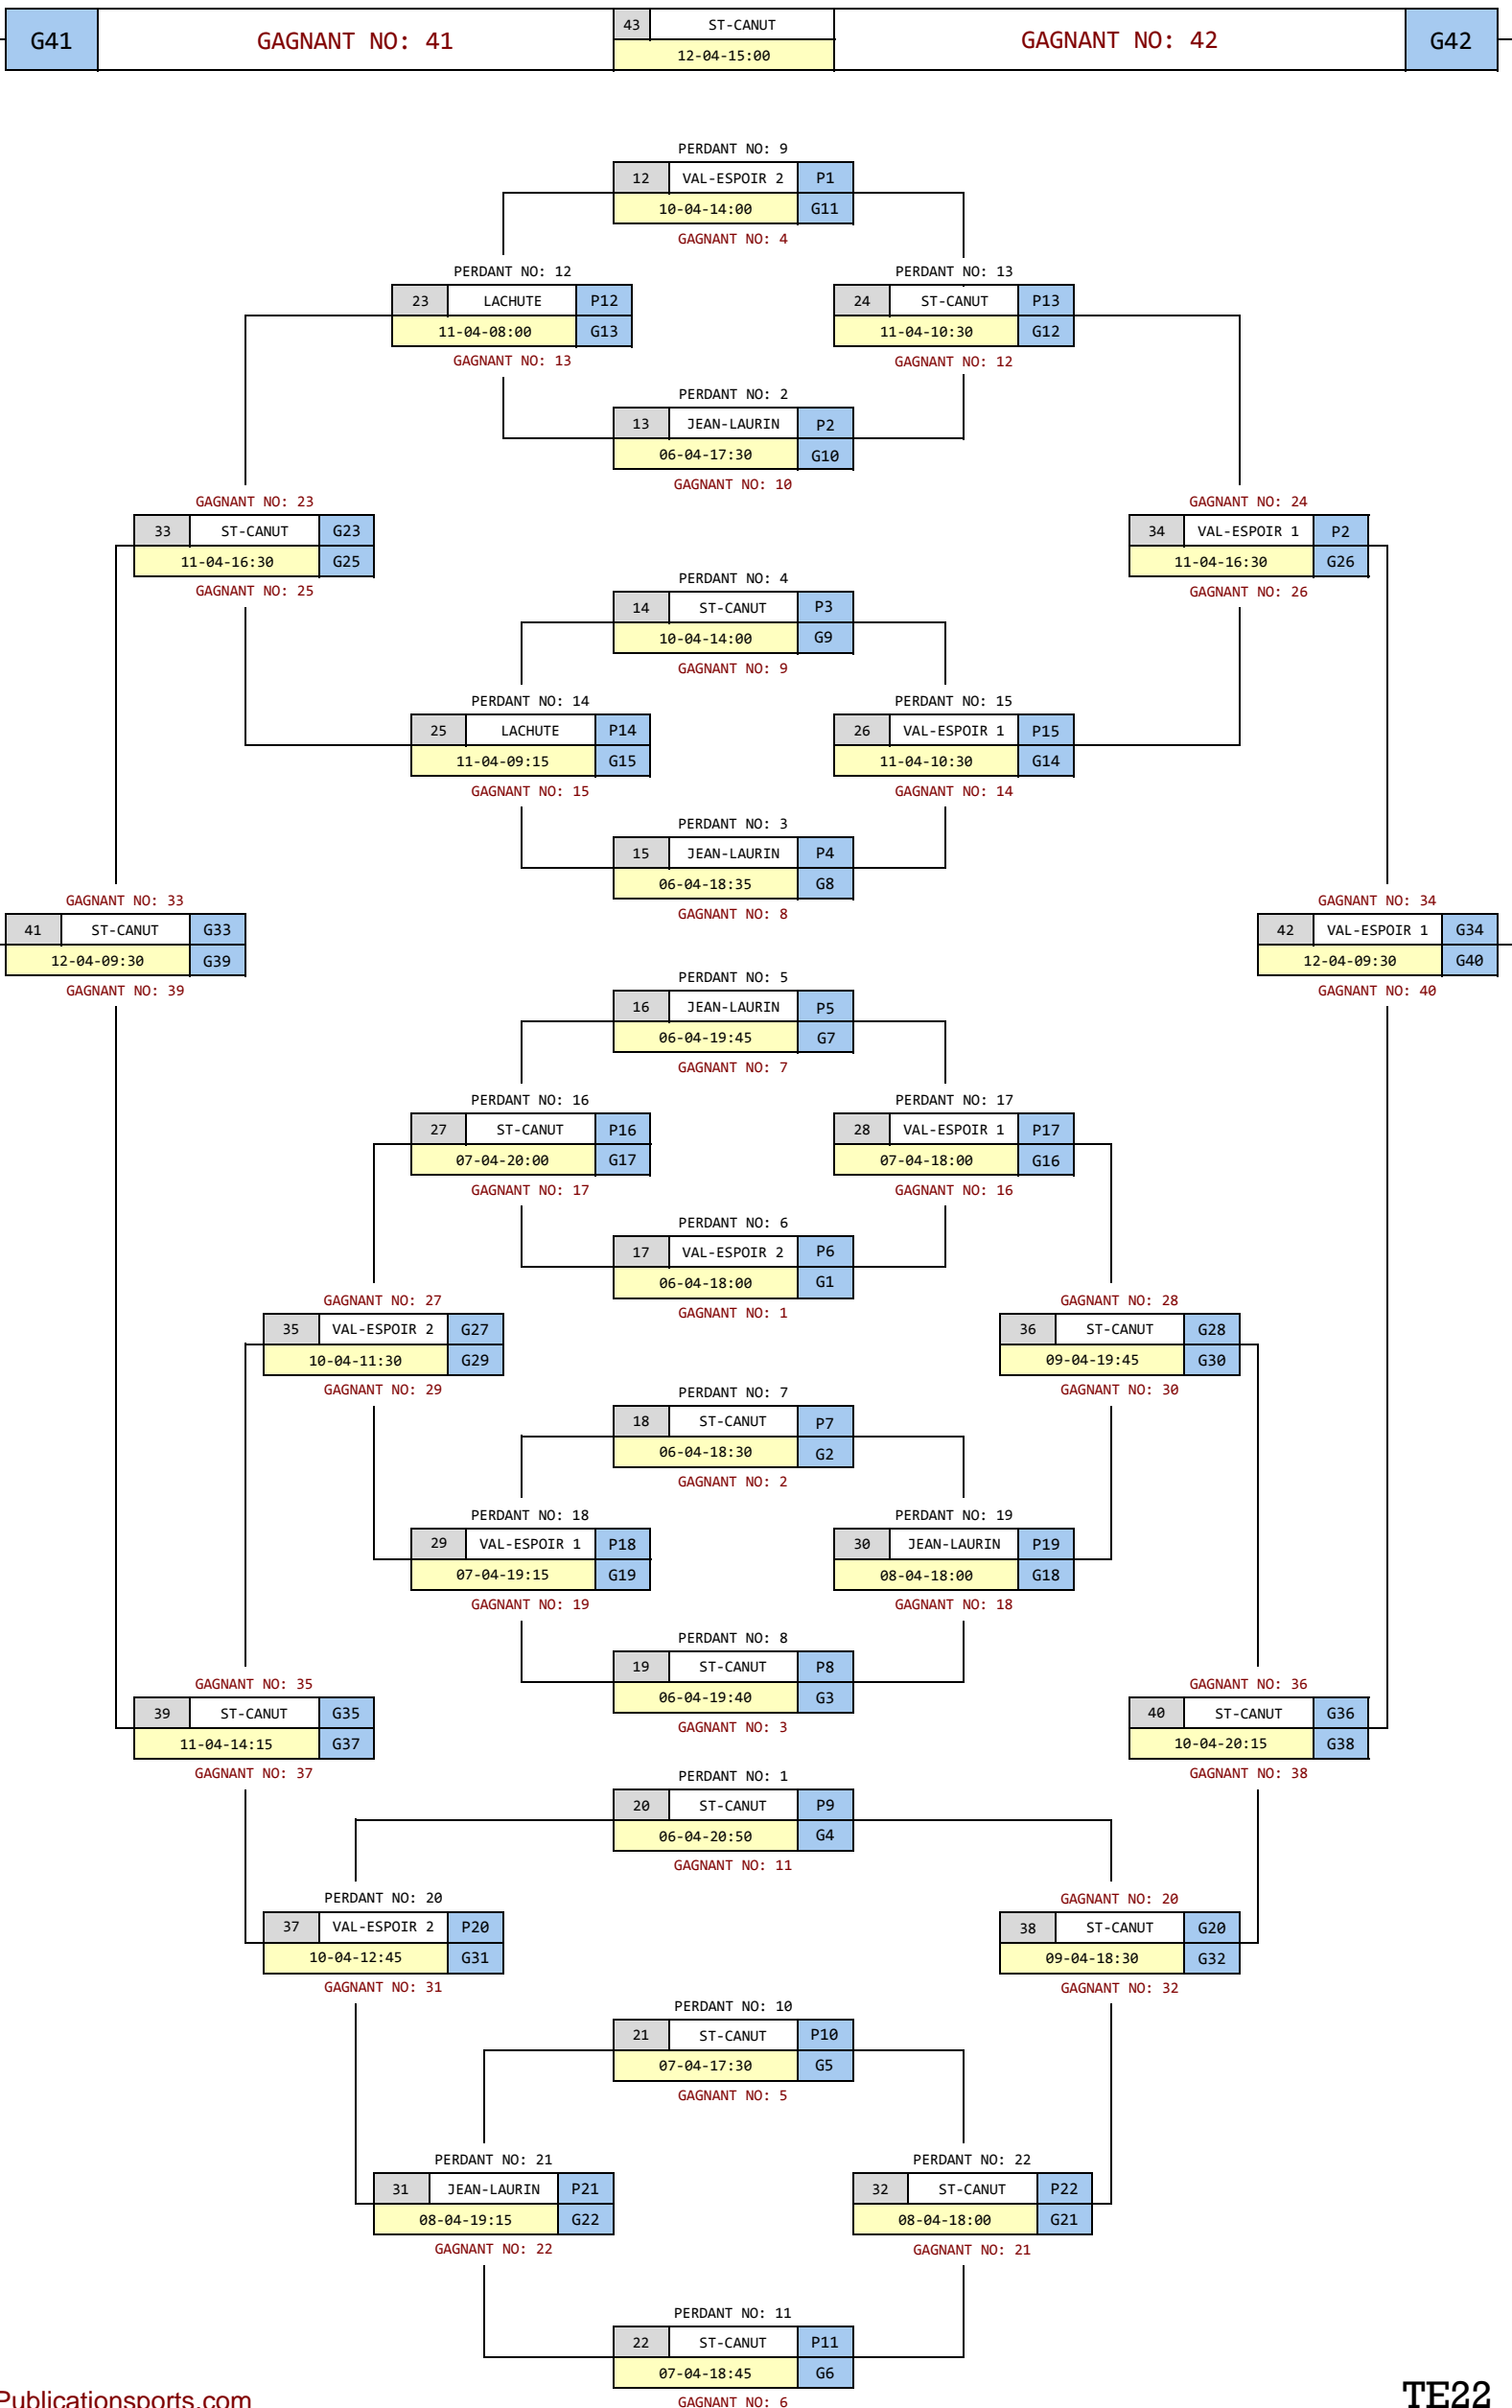 G41 GAGNANT NO: 41 43 ST-CANUT GAGNANT NO: 42 G42
12-04-15:00
PERDANT NO: 9
12 VAL-ESPOIR 2 P1
10-04-14:00 G11
GAGNANT NO: 4
PERDANT NO: 12 PERDANT NO: 13
23 LACHUTE P12 24 ST-CANUT P13
11-04-08:00 G13 11-04-10:30 G12
GAGNANT NO: 13 GAGNANT NO: 12
PERDANT NO: 2
13 JEAN-LAURIN P2
06-04-17:30 G10
GAGNANT NO: 10
GAGNANT NO: 23 GAGNANT NO: 24
33 ST-CANUT G23 34 VAL-ESPOIR 1 P2
11-04-16:30 G25 11-04-16:30 G26
GAGNANT NO: 25 GAGNANT NO: 26
PERDANT NO: 4
14 ST-CANUT P3
10-04-14:00 G9
GAGNANT NO: 9
PERDANT NO: 14 PERDANT NO: 15
25 LACHUTE P14 26 VAL-ESPOIR 1 P15
11-04-09:15 G15 11-04-10:30 G14
GAGNANT NO: 15 GAGNANT NO: 14
PERDANT NO: 3
15 JEAN-LAURIN P4
06-04-18:35 G8
GAGNANT NO: 8
GAGNANT NO: 33 GAGNANT NO: 34
41 ST-CANUT G33 42 VAL-ESPOIR 1 G34
12-04-09:30 G39 12-04-09:30 G40
GAGNANT NO: 39 GAGNANT NO: 40
PERDANT NO: 5
16 JEAN-LAURIN P5
06-04-19:45 G7
GAGNANT NO: 7
PERDANT NO: 16 PERDANT NO: 17
27 ST-CANUT P16 28 VAL-ESPOIR 1 P17
07-04-20:00 G17 07-04-18:00 G16
GAGNANT NO: 17 GAGNANT NO: 16
PERDANT NO: 6
17 VAL-ESPOIR 2 P6
06-04-18:00 G1
GAGNANT NO: 1
GAGNANT NO: 27 GAGNANT NO: 28
35 VAL-ESPOIR 2 G27 36 ST-CANUT G28
10-04-11:30 G29 09-04-19:45 G30
GAGNANT NO: 29 GAGNANT NO: 30
PERDANT NO: 7
18 ST-CANUT P7
06-04-18:30 G2
GAGNANT NO: 2
PERDANT NO: 18 PERDANT NO: 19
29 VAL-ESPOIR 1 P18 30 JEAN-LAURIN P19
07-04-19:15 G19 08-04-18:00 G18
GAGNANT NO: 19 GAGNANT NO: 18
PERDANT NO: 8
19 ST-CANUT P8
06-04-19:40 G3
GAGNANT NO: 3
GAGNANT NO: 35 GAGNANT NO: 36
39 ST-CANUT G35 40 ST-CANUT G36
11-04-14:15 G37 10-04-20:15 G38
GAGNANT NO: 37 GAGNANT NO: 38
PERDANT NO: 1
20 ST-CANUT P9
06-04-20:50 G4
GAGNANT NO: 11
PERDANT NO: 20 GAGNANT NO: 20
37 VAL-ESPOIR 2 P20 38 ST-CANUT G20
10-04-12:45 G31 09-04-18:30 G32
GAGNANT NO: 31 GAGNANT NO: 32
PERDANT NO: 10
21 ST-CANUT P10
07-04-17:30 G5
GAGNANT NO: 5
PERDANT NO: 21 PERDANT NO: 22
31 JEAN-LAURIN P21 32 ST-CANUT P22
08-04-19:15 G22 08-04-18:00 G21
GAGNANT NO: 22 GAGNANT NO: 21
PERDANT NO: 11
22 ST-CANUT P11
07-04-18:45 G6
GAGNANT NO: 6
Publicationsports.com TE22